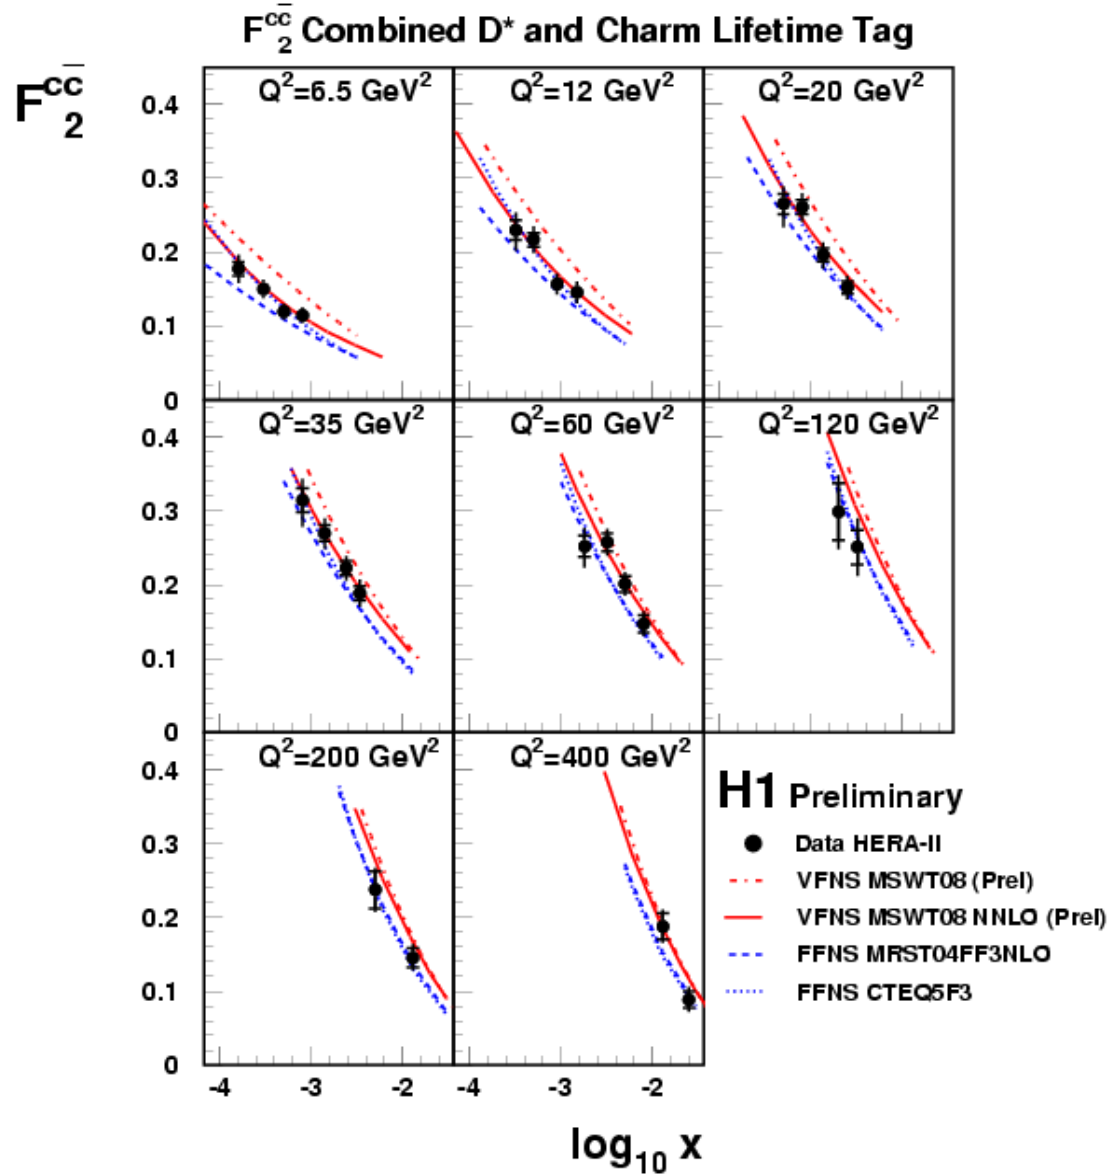 F₂^cc̅ Combined D* and Charm Lifetime Tag
F₂^cc̅
Q²=6.5 GeV² Q²=12 GeV² Q²=20 GeV²
0.4
0.3
0.2
0.1
0
Q²=35 GeV² Q²=60 GeV² Q²=120 GeV²
0.4
0.3
0.2
0.1
0
Q²=200 GeV² Q²=400 GeV²
0.4
0.3
0.2
0.1
0
H1 Preliminary
Data HERA-II
VFNS MSWT08 (Prel)
VFNS MSWT08 NNLO (Prel)
FFNS MRST04FF3NLO
FFNS CTEQ5F3
-4 -3 -2 -4 -3 -2
log₁₀ x